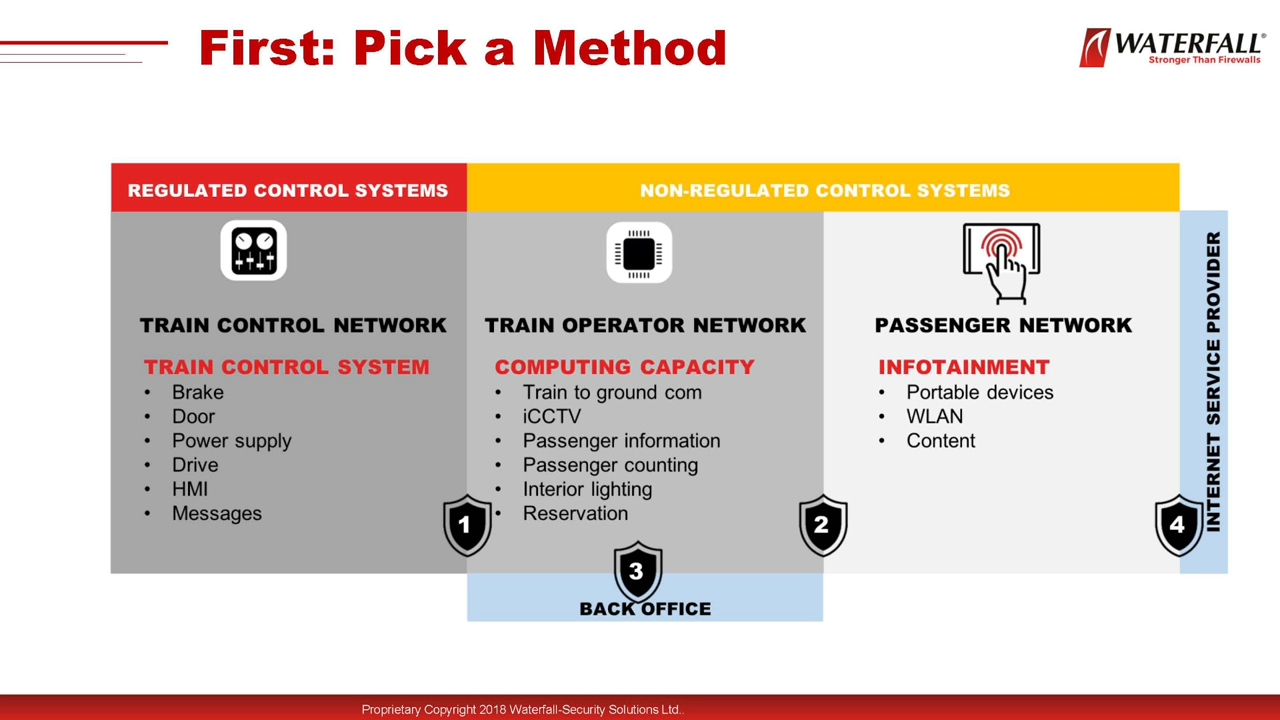 First: Pick a Method
WATERFALL®
Stronger Than Firewalls
REGULATED CONTROL SYSTEMS
NON-REGULATED CONTROL SYSTEMS
TRAIN CONTROL NETWORK
TRAIN CONTROL SYSTEM
• Brake
• Door
• Power supply
• Drive
• HMI
• Messages
1
TRAIN OPERATOR NETWORK
COMPUTING CAPACITY
• Train to ground com
• iCCTV
• Passenger information
• Passenger counting
• Interior lighting
• Reservation
2
3
BACK OFFICE
PASSENGER NETWORK
INFOTAINMENT
• Portable devices
• WLAN
• Content
4
INTERNET SERVICE PROVIDER
Proprietary Copyright 2018 Waterfall-Security Solutions Ltd..